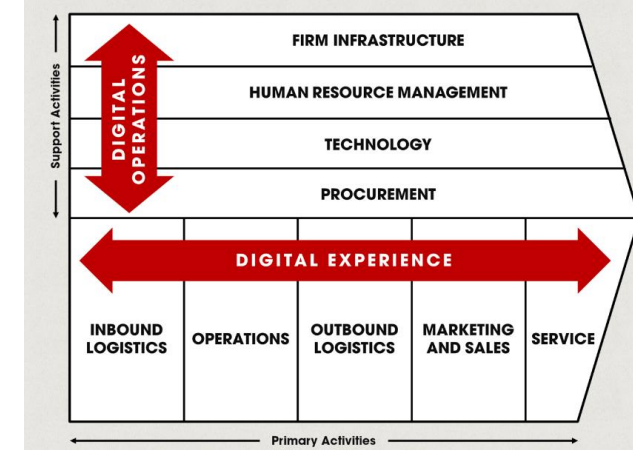 FIRM INFRASTRUCTURE
HUMAN RESOURCE MANAGEMENT
TECHNOLOGY
PROCUREMENT
Support Activities
DIGITAL
OPERATIONS
DIGITAL EXPERIENCE
INBOUND
LOGISTICS
OPERATIONS
OUTBOUND
LOGISTICS
MARKETING
AND SALES
SERVICE
Primary Activities